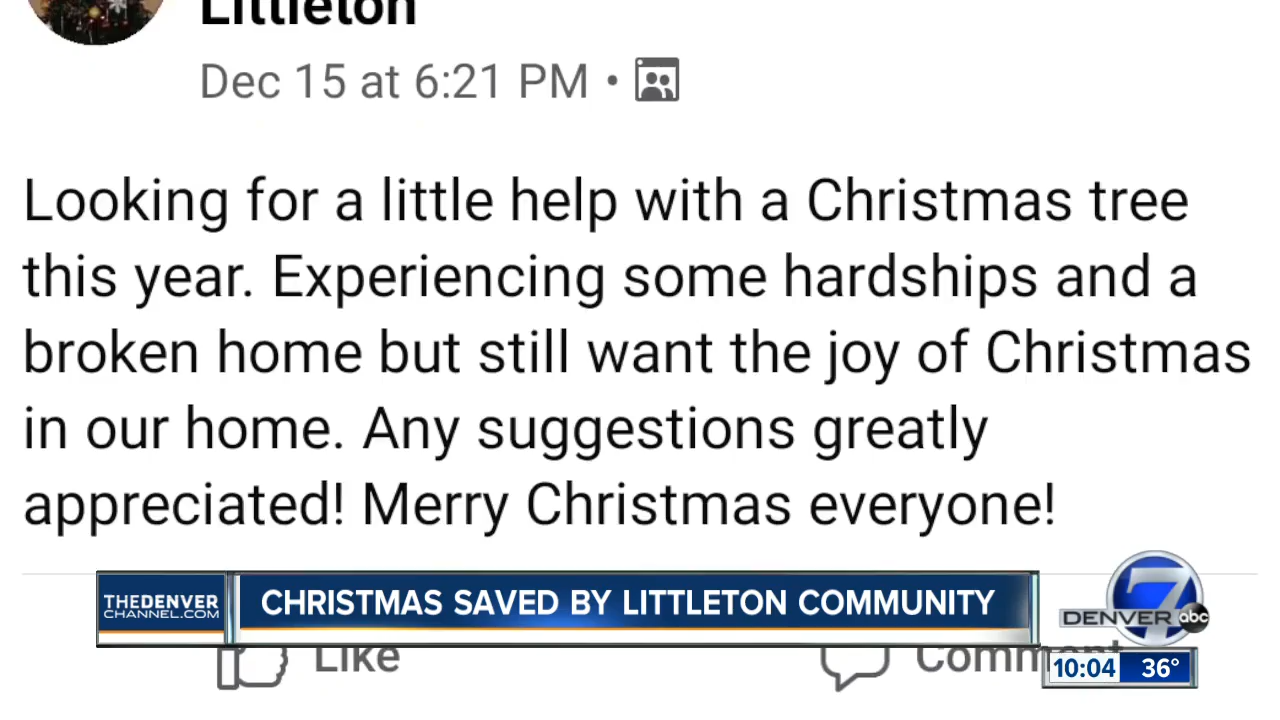 Littleton
Dec 15 at 6:21 PM •
Looking for a little help with a Christmas tree
this year. Experiencing some hardships and a
broken home but still want the joy of Christmas
in our home. Any suggestions greatly
appreciated! Merry Christmas everyone!
THEDENVER
CHANNEL.COM
CHRISTMAS SAVED BY LITTLETON COMMUNITY
7
DENVER abc
Like
Comment
10:04 36°